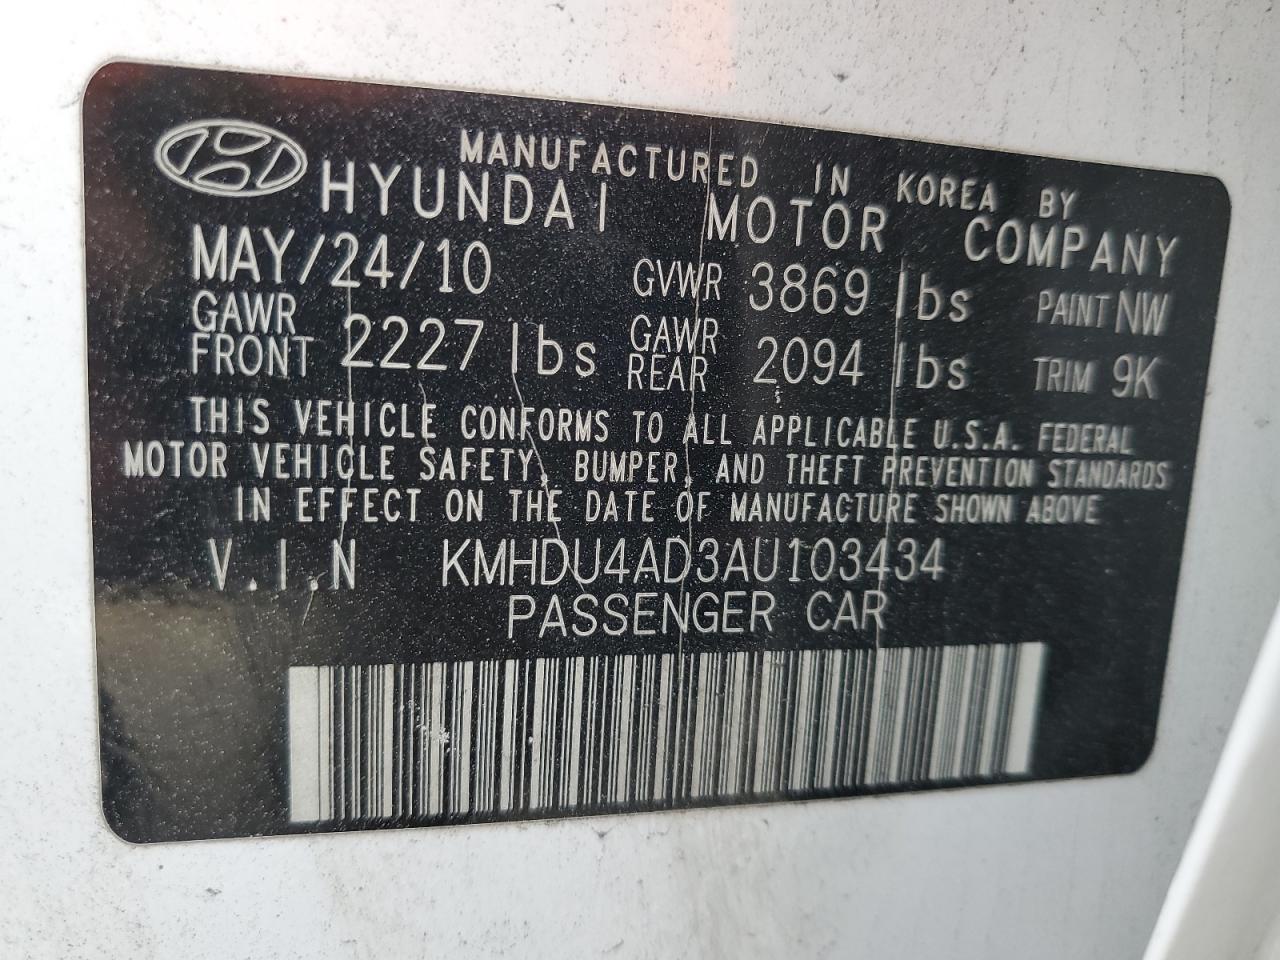 MANUFACTURED IN KOREA BY
HYUNDAI MOTOR COMPANY
MAY/24/10 GVWR 3869 lbs PAINT NW
GAWR FRONT 2227 lbs GAWR REAR 2094 lbs TRIM 9K
THIS VEHICLE CONFORMS TO ALL APPLICABLE U.S.A. FEDERAL
MOTOR VEHICLE SAFETY, BUMPER, AND THEFT PREVENTION STANDARDS
IN EFFECT ON THE DATE OF MANUFACTURE SHOWN ABOVE
V.I.N KMHDU4AD3AU103434
PASSENGER CAR